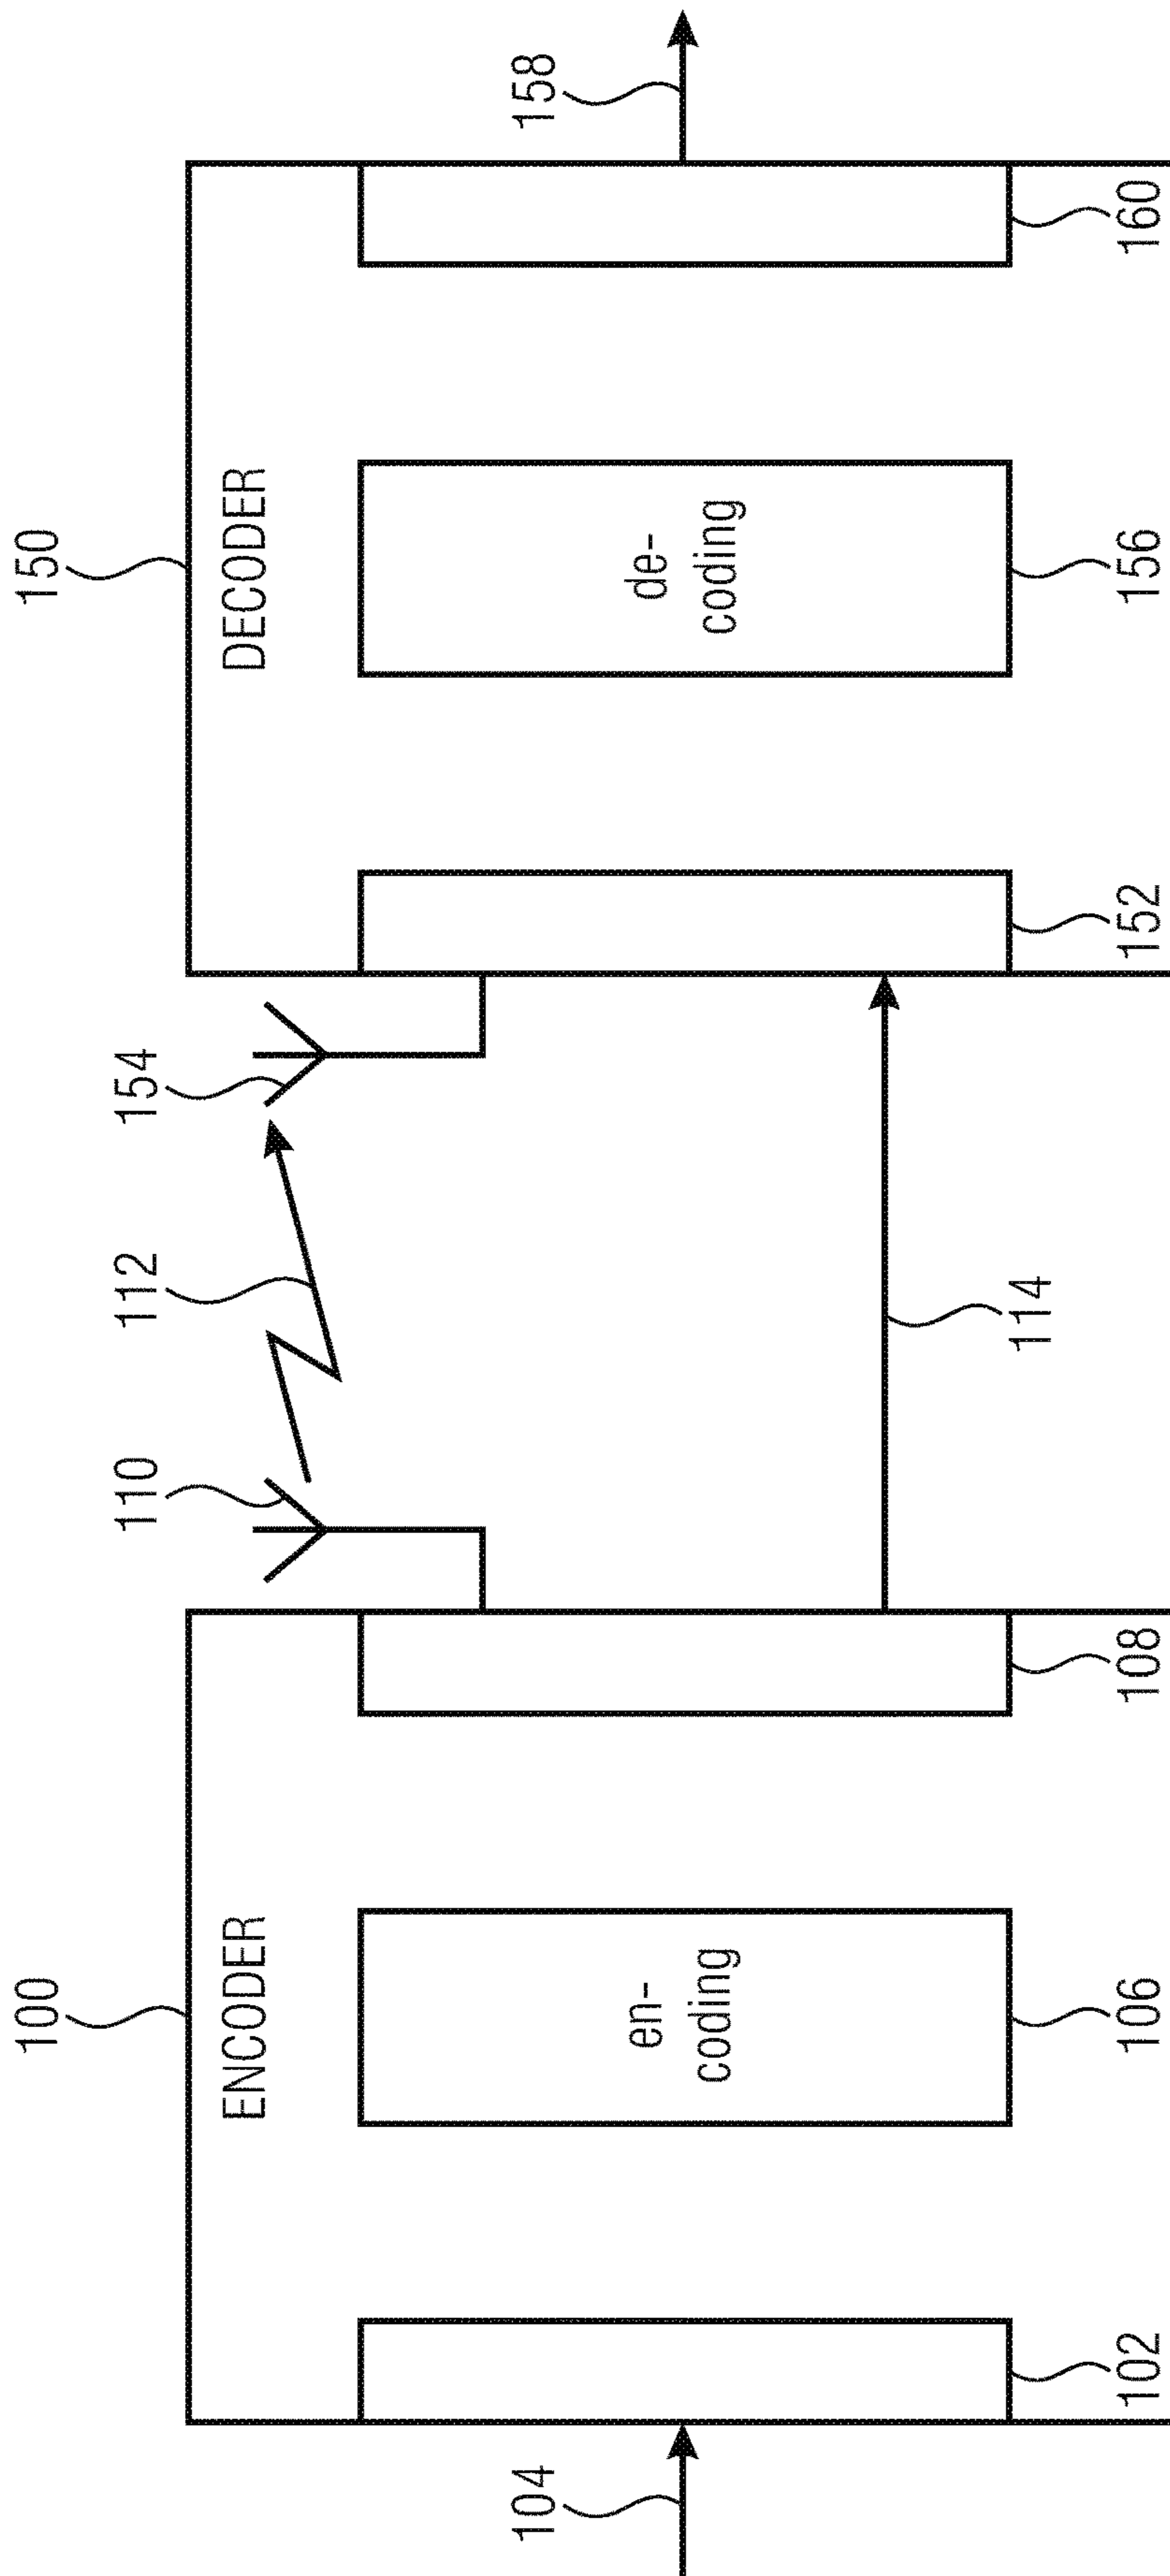 100
150
ENCODER
DECODER
110
112
154
104
158
en-
coding
de-
coding
114
102
106
108
152
156
160